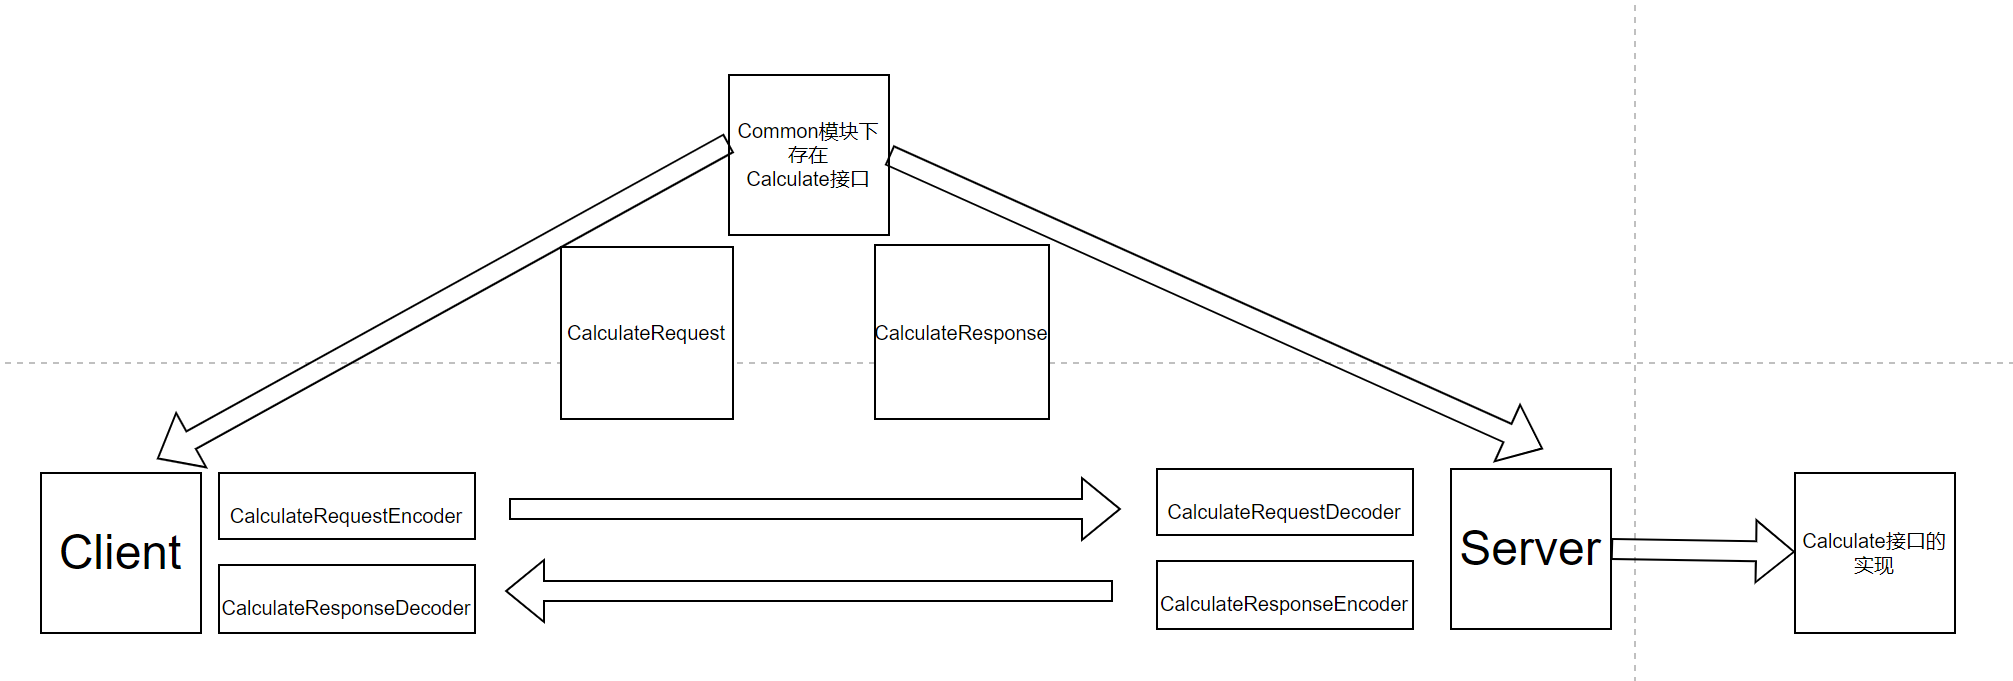 Common模块下
存在
Calculate接口
CalculateRequest
CalculateResponse
Client
CalculateRequestEncoder
CalculateResponseDecoder
CalculateRequestDecoder
CalculateResponseEncoder
Server
Calculate接口的
实现